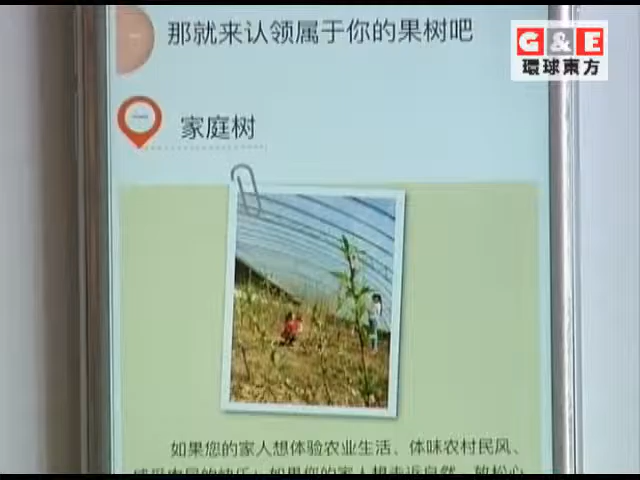 那就来认领属于你的果树吧
G&E
環球東方
家庭树
如果您的家人想体验农业生活、体味农村民风、